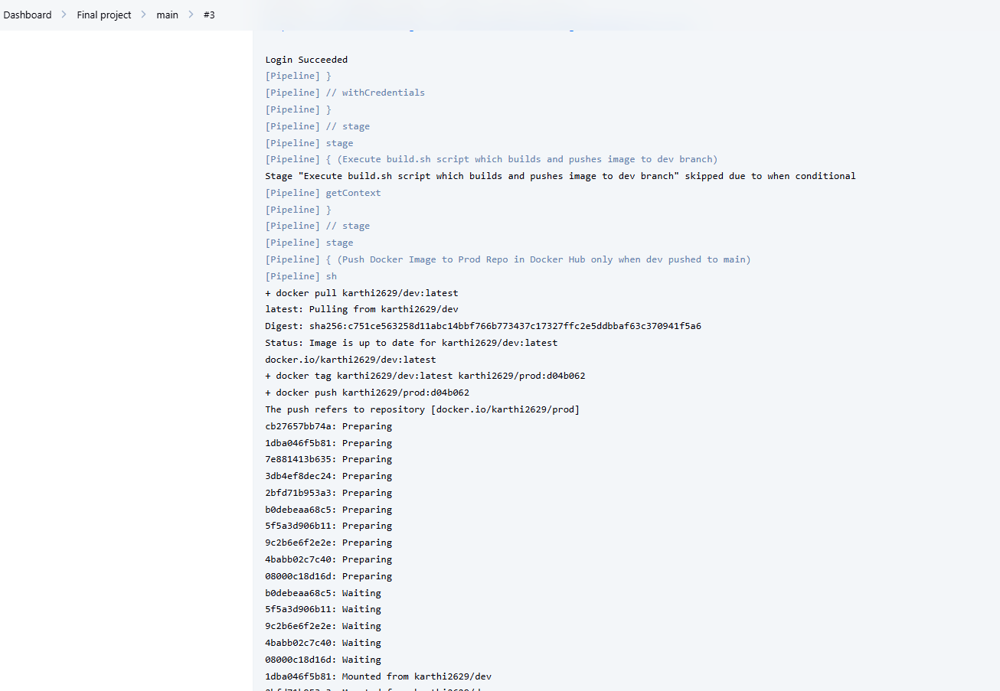 Dashboard > Final project > main > #3
Login Succeeded
[Pipeline] }
[Pipeline] // withCredentials
[Pipeline] }
[Pipeline] // stage
[Pipeline] stage
[Pipeline] { (Execute build.sh script which builds and pushes image to dev branch)
Stage "Execute build.sh script which builds and pushes image to dev branch" skipped due to when conditional
[Pipeline] getContext
[Pipeline] }
[Pipeline] // stage
[Pipeline] stage
[Pipeline] { (Push Docker Image to Prod Repo in Docker Hub only when dev pushed to main)
[Pipeline] sh
+ docker pull karthi2629/dev:latest
latest: Pulling from karthi2629/dev
Digest: sha256:c751ce563258d11abc14bbf766b773437c17327ffc2e5ddbbaf63c370941f5a6
Status: Image is up to date for karthi2629/dev:latest
docker.io/karthi2629/dev:latest
+ docker tag karthi2629/dev:latest karthi2629/prod:d04b062
+ docker push karthi2629/prod:d04b062
The push refers to repository [docker.io/karthi2629/prod]
cb27657bb74a: Preparing
1dba046f5b81: Preparing
7e881413b635: Preparing
3db4ef8dec24: Preparing
2bfd71b953a3: Preparing
b0debeaa68c5: Preparing
5f5a3d906b11: Preparing
9c2b6e6f2e2e: Preparing
4babb02c7c40: Preparing
08000c18d16d: Preparing
b0debeaa68c5: Waiting
5f5a3d906b11: Waiting
9c2b6e6f2e2e: Waiting
4babb02c7c40: Waiting
08000c18d16d: Waiting
1dba046f5b81: Mounted from karthi2629/dev